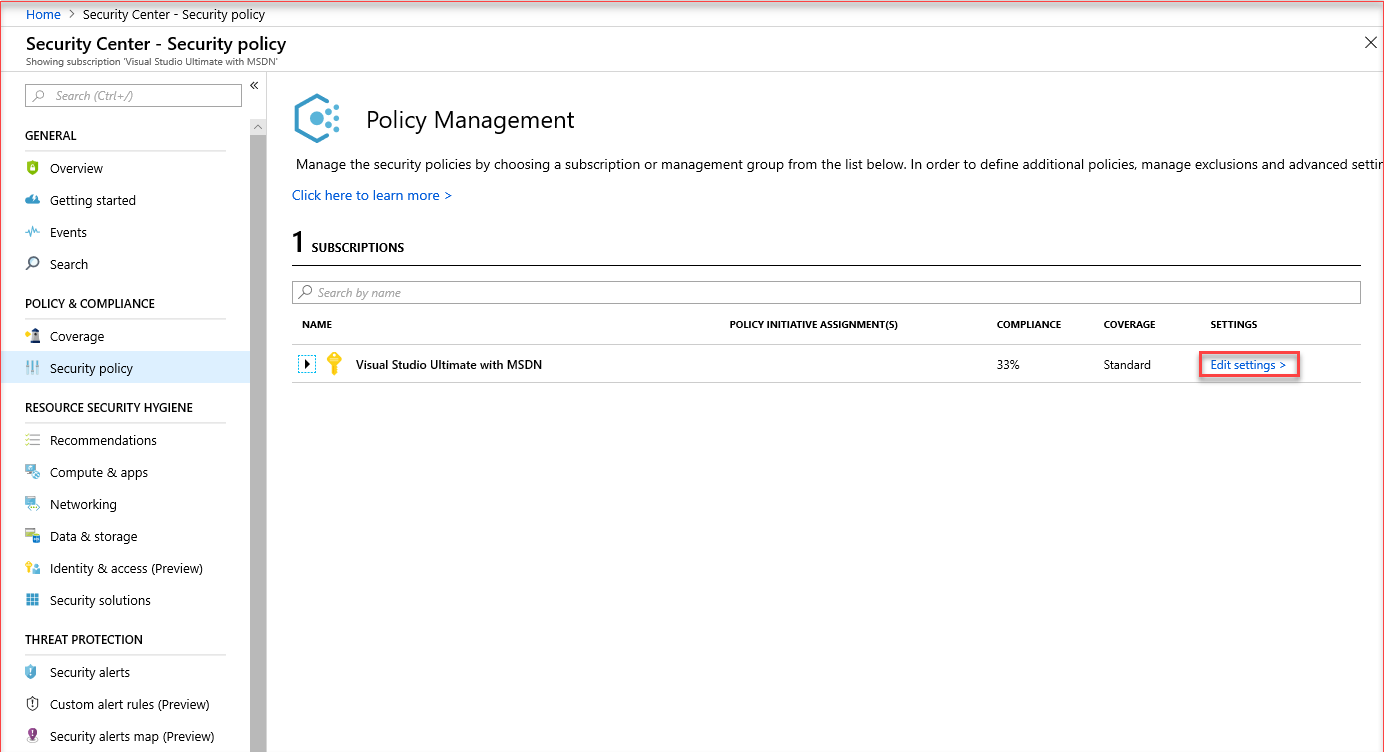 Home > Security Center - Security policy
Security Center - Security policy
Showing subscription 'Visual Studio Ultimate with MSDN'
Search (Ctrl+/)
«
GENERAL
Overview
Getting started
Events
Search
POLICY & COMPLIANCE
Coverage
Security policy
RESOURCE SECURITY HYGIENE
Recommendations
Compute & apps
Networking
Data & storage
Identity & access (Preview)
Security solutions
THREAT PROTECTION
Security alerts
Custom alert rules (Preview)
Security alerts map (Preview)
Policy Management
Manage the security policies by choosing a subscription or management group from the list below. In order to define additional policies, manage exclusions and advanced settin
Click here to learn more >
1 SUBSCRIPTIONS
Search by name
NAME POLICY INITIATIVE ASSIGNMENT(S) COMPLIANCE COVERAGE SETTINGS
Visual Studio Ultimate with MSDN 33% Standard Edit settings >